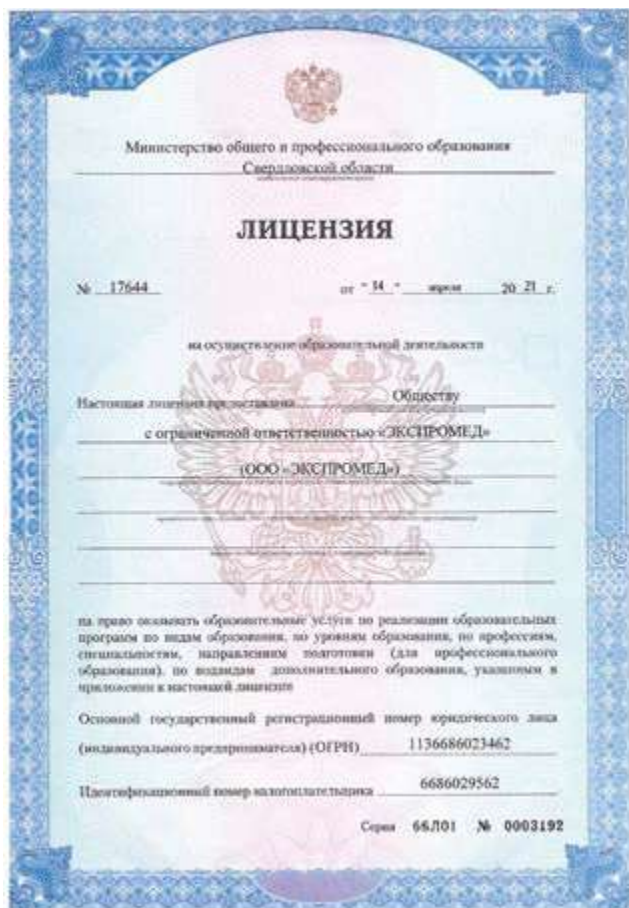 Министерство общего и профессионального образования
Свердловской области
ЛИЦЕНЗИЯ
№ 17644 от " 14 " апреля 20 21 г.
на осуществление образовательной деятельности
Настоящая лицензия предоставлена Обществу
с ограниченной ответственностью «ЭКСПРОМЕД»
(ООО «ЭКСПРОМЕД»)
на право оказывать образовательные услуги по реализации образовательных
программ по видам образования, по уровням образования, по профессиям,
специальностям, направлениям подготовки (для профессионального
образования), по подвидам дополнительного образования, указанным в
приложении к настоящей лицензии
Основной государственный регистрационный номер юридического лица
(индивидуального предпринимателя) (ОГРН) 1136686023462
Идентификационный номер налогоплательщика 6686029562
Серия 66Л01 № 0003192